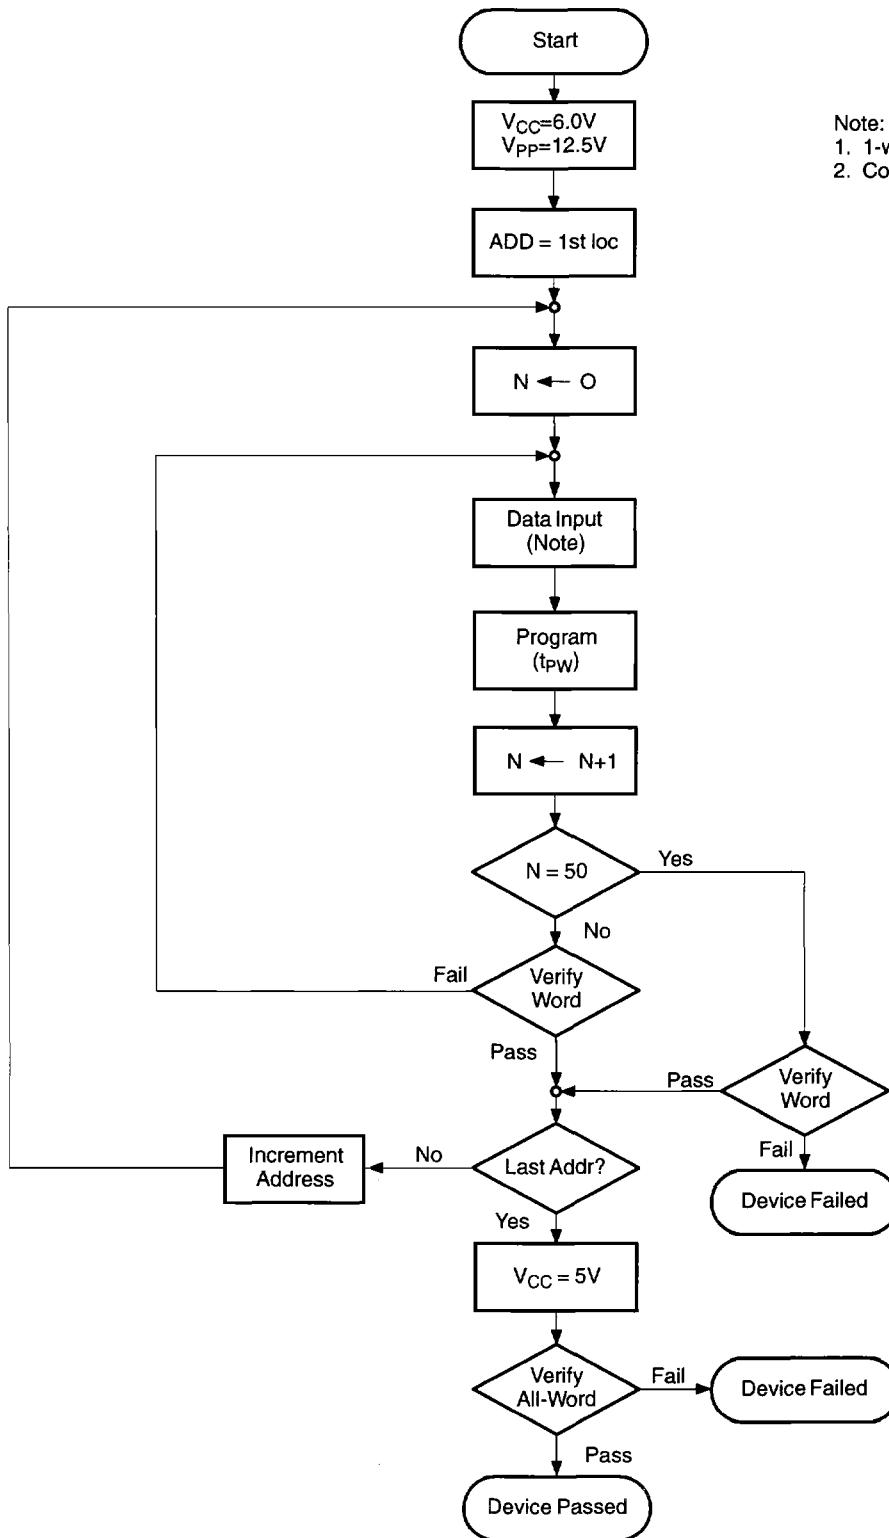 Start
VCC=6.0V
VPP=12.5V
Note:
1. 1-w
2. Co
ADD = 1st loc
N ← O
Data Input
(Note)
Program
(tPW)
N ← N+1
N = 50
Yes
No
Fail
Verify
Word
Pass
Pass
Verify
Word
Fail
Device Failed
Increment
Address
No
Last Addr?
Yes
VCC = 5V
Verify
All-Word
Fail
Device Failed
Pass
Device Passed